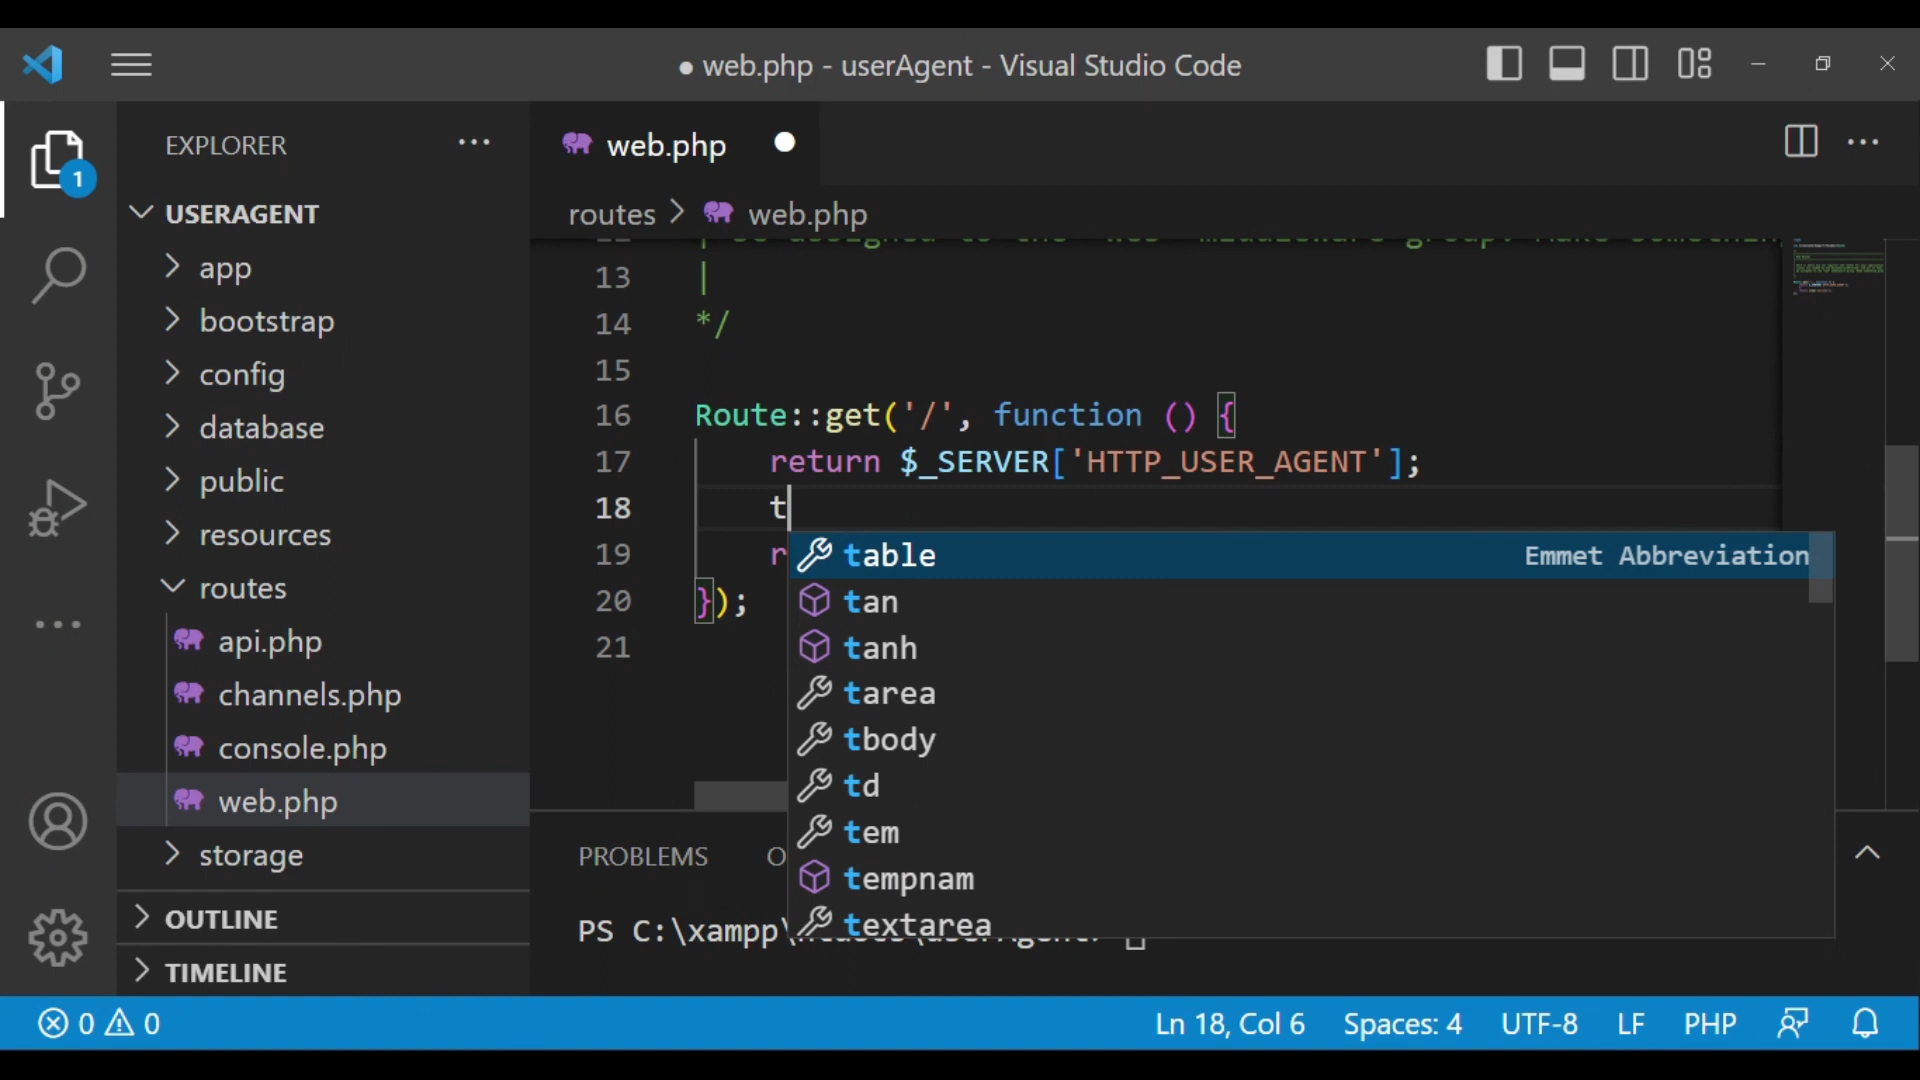 web.php - userAgent - Visual Studio Code
EXPLORER
web.php
1
USERAGENT
routes > web.php
app
bootstrap
config
database
public
resources
routes
api.php
channels.php
console.php
web.php
storage
OUTLINE
TIMELINE
13 |
14 */
15
16 Route::get('/', function () {
17 return $_SERVER['HTTP_USER_AGENT'];
18 t
19 r
20 });
21
table Emmet Abbreviation
tan
tanh
tarea
tbody
td
tem
tempnam
textarea
PROBLEMS O
PS C:\xampp\
0 0 Ln 18, Col 6 Spaces: 4 UTF-8 LF PHP